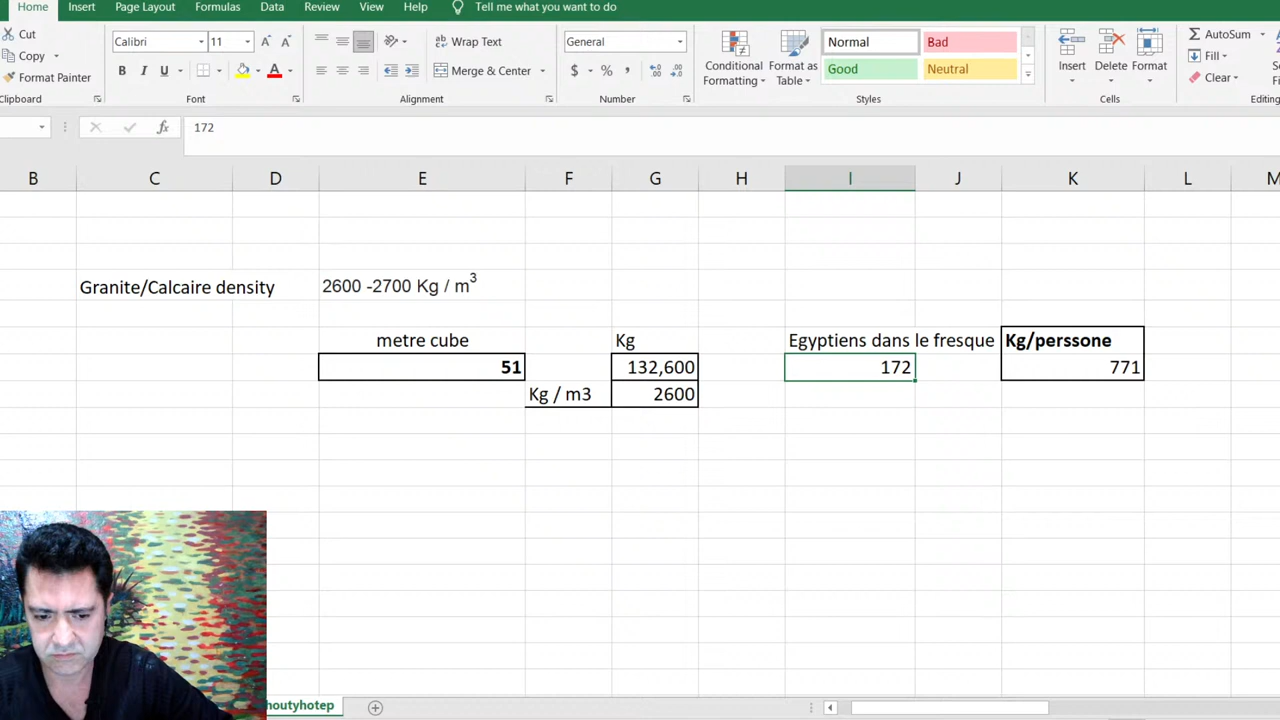 Home Insert Page Layout Formulas Data Review View Help Tell me what you want to do
Cut
Copy
Format Painter
Clipboard
Calibri 11
B I U A
Font
Wrap Text
Merge & Center
Alignment
General
$ % ,
Number
Conditional Formatting
Format as Table
Normal Bad
Good Neutral
Styles
Insert Delete Format
Cells
AutoSum
Fill
Clear
Editing
fx 172
B C D E F G H I J K L M
Granite/Calcaire density 2600 -2700 Kg / m3
metre cube Kg Egyptiens dans le fresque Kg/perssone
51 132,600 172 771
Kg / m3 2600
houtyhotep